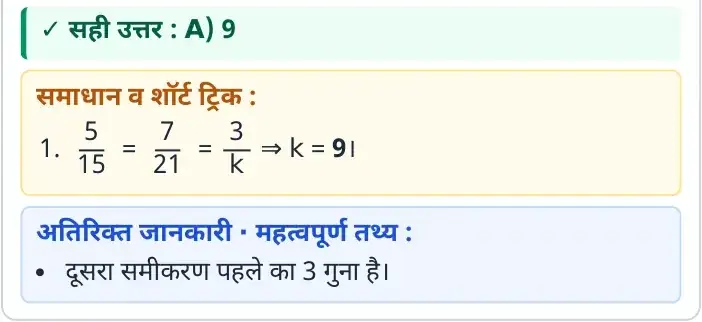 ✓ सही उत्तर : A) 9
समाधान व शॉर्ट ट्रिक :
1. 5/15 = 7/21 = 3/k ⇒ k = 9।
अतिरिक्त जानकारी · महत्वपूर्ण तथ्य :
• दूसरा समीकरण पहले का 3 गुना है।